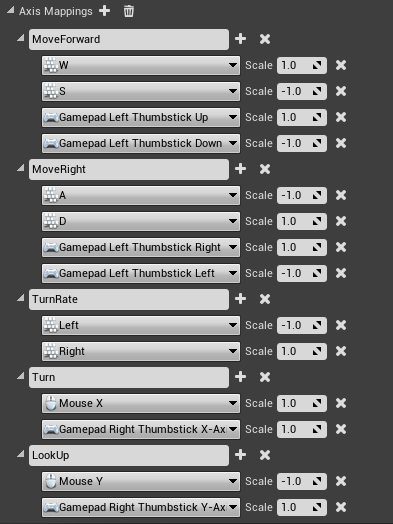 Axis Mappings
MoveForward
W Scale 1.0
S Scale -1.0
Gamepad Left Thumbstick Up Scale 1.0
Gamepad Left Thumbstick Down Scale -1.0
MoveRight
A Scale -1.0
D Scale 1.0
Gamepad Left Thumbstick Right Scale 1.0
Gamepad Left Thumbstick Left Scale -1.0
TurnRate
Left Scale -1.0
Right Scale 1.0
Turn
Mouse X Scale 1.0
Gamepad Right Thumbstick X-Ax Scale 1.0
LookUp
Mouse Y Scale -1.0
Gamepad Right Thumbstick Y-Ax Scale 1.0